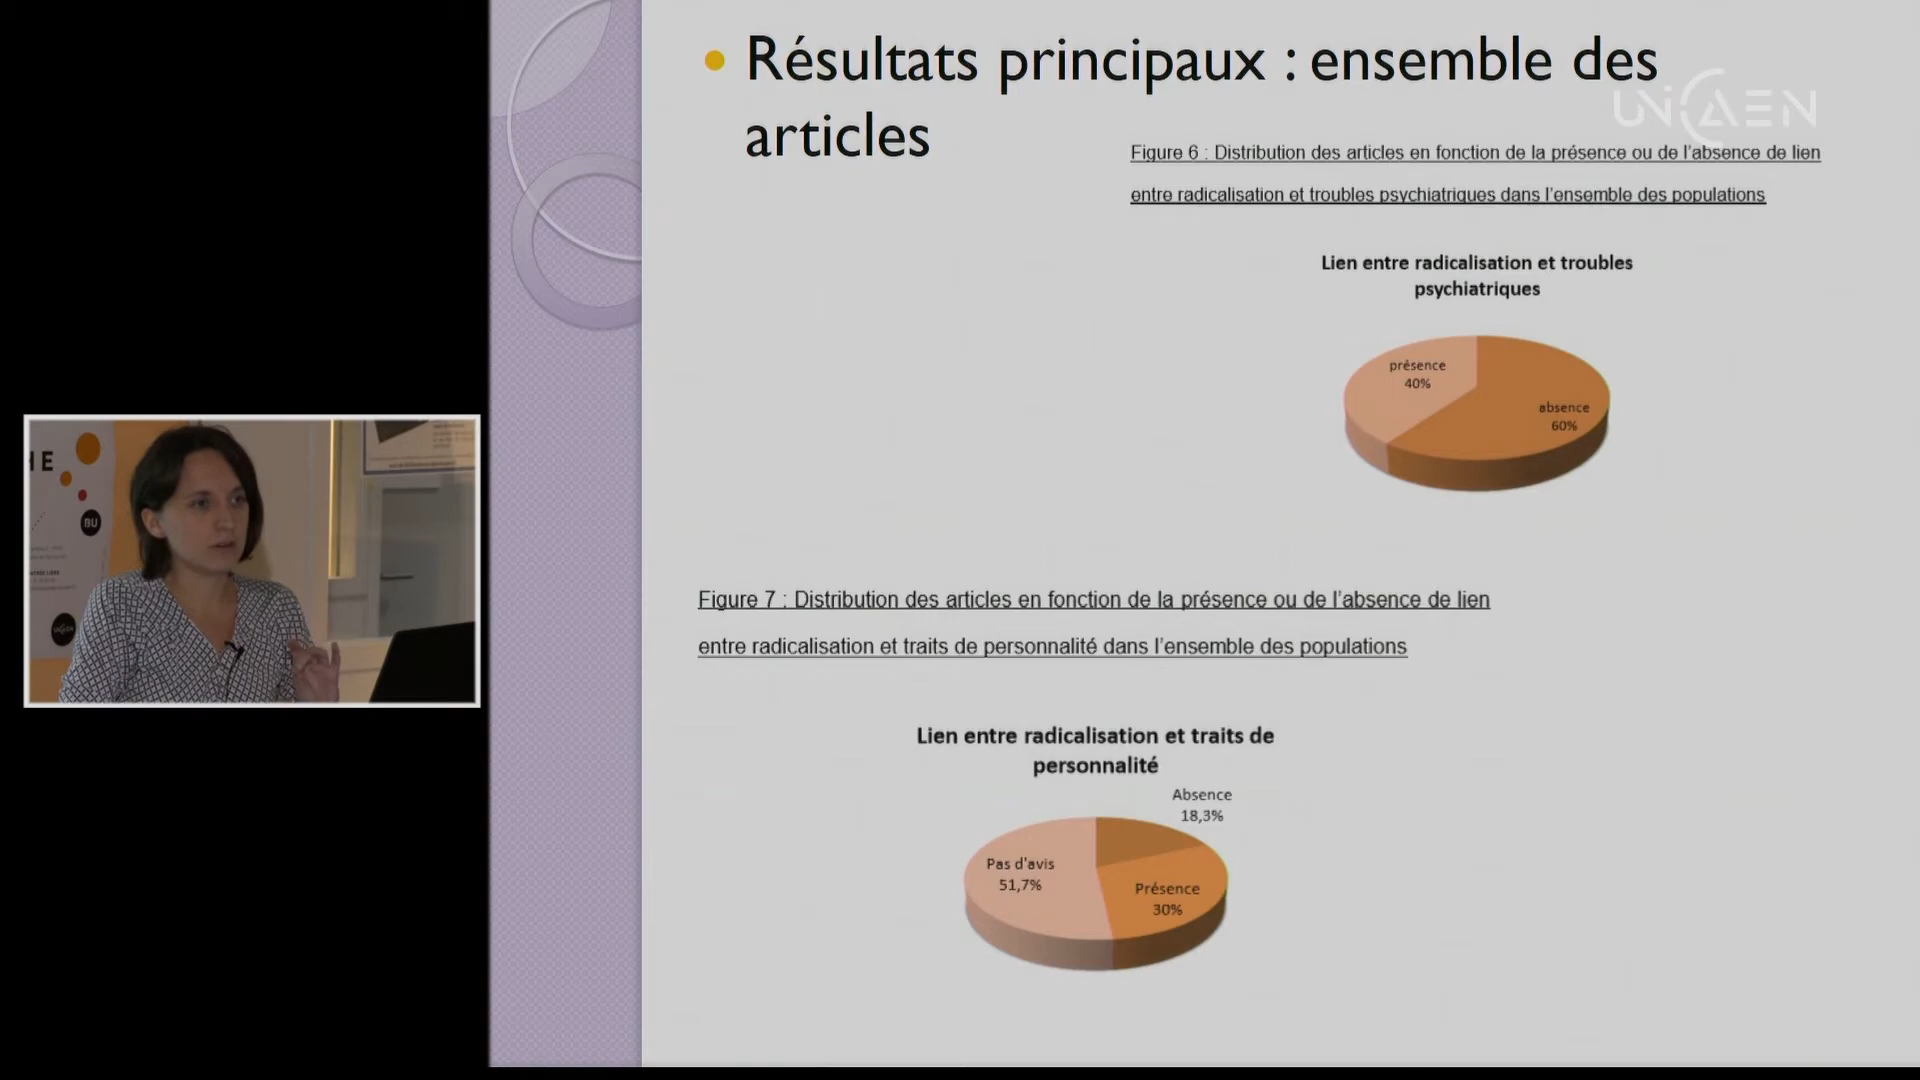 Résultats principaux : ensemble des
articles
UNICAEN
Figure 6 : Distribution des articles en fonction de la présence ou de l'absence de lien
entre radicalisation et troubles psychiatriques dans l'ensemble des populations
Lien entre radicalisation et troubles
psychiatriques
présence
40%
absence
60%
HE
BU
Figure 7 : Distribution des articles en fonction de la présence ou de l'absence de lien
entre radicalisation et traits de personnalité dans l'ensemble des populations
Lien entre radicalisation et traits de
personnalité
Absence
18,3%
Pas d'avis
51,7%
Présence
30%